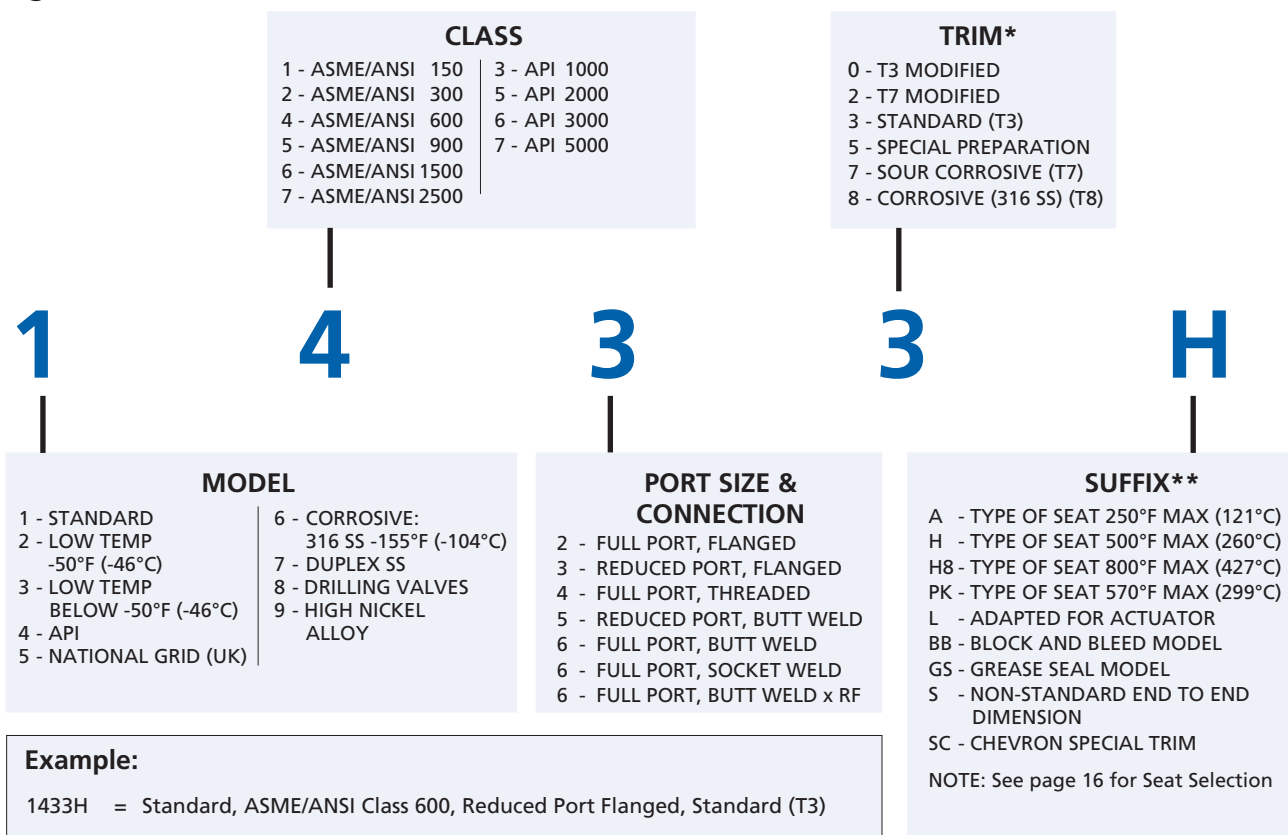 CLASS
1 - ASME/ANSI 150
2 - ASME/ANSI 300
4 - ASME/ANSI 600
5 - ASME/ANSI 900
6 - ASME/ANSI 1500
7 - ASME/ANSI 2500
3 - API 1000
5 - API 2000
6 - API 3000
7 - API 5000
TRIM*
0 - T3 MODIFIED
2 - T7 MODIFIED
3 - STANDARD (T3)
5 - SPECIAL PREPARATION
7 - SOUR CORROSIVE (T7)
8 - CORROSIVE (316 SS) (T8)
1 4 3 3 H
MODEL
1 - STANDARD
2 - LOW TEMP
-50°F (-46°C)
3 - LOW TEMP
BELOW -50°F (-46°C)
4 - API
5 - NATIONAL GRID (UK)
6 - CORROSIVE:
316 SS -155°F (-104°C)
7 - DUPLEX SS
8 - DRILLING VALVES
9 - HIGH NICKEL
ALLOY
PORT SIZE &
CONNECTION
2 - FULL PORT, FLANGED
3 - REDUCED PORT, FLANGED
4 - FULL PORT, THREADED
5 - REDUCED PORT, BUTT WELD
6 - FULL PORT, BUTT WELD
6 - FULL PORT, SOCKET WELD
6 - FULL PORT, BUTT WELD x RF
SUFFIX**
A - TYPE OF SEAT 250°F MAX (121°C)
H - TYPE OF SEAT 500°F MAX (260°C)
H8 - TYPE OF SEAT 800°F MAX (427°C)
PK - TYPE OF SEAT 570°F MAX (299°C)
L - ADAPTED FOR ACTUATOR
BB - BLOCK AND BLEED MODEL
GS - GREASE SEAL MODEL
S - NON-STANDARD END TO END
DIMENSION
SC - CHEVRON SPECIAL TRIM
NOTE: See page 16 for Seat Selection
Example:
1433H = Standard, ASME/ANSI Class 600, Reduced Port Flanged, Standard (T3)